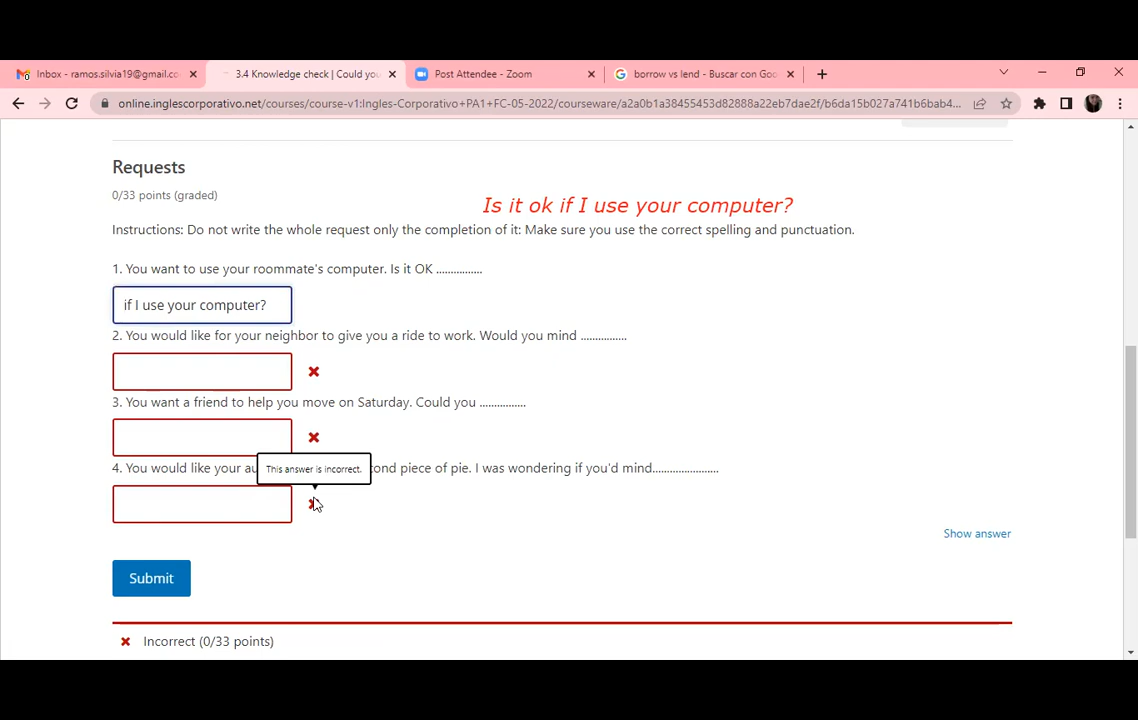 Inbox - ramos.silvia19@gmail.co
3.4 Knowledge check | Could you
Post Attendee - Zoom
borrow vs lend - Buscar con Goo
online.inglescorporativo.net/courses/course-v1:Ingles-Corporativo+PA1+FC-05-2022/courseware/a2a0b1a38455453d82888a22eb7dae2f/b6da15b027a741b6bab4...
Requests
0/33 points (graded)
Is it ok if I use your computer?
Instructions: Do not write the whole request only the completion of it: Make sure you use the correct spelling and punctuation.
1. You want to use your roommate's computer. Is it OK ...............
if I use your computer?
2. You would like for your neighbor to give you a ride to work. Would you mind ...............
3. You want a friend to help you move on Saturday. Could you ...............
This answer is incorrect.
4. You would like your au cond piece of pie. I was wondering if you'd mind......................
Show answer
Submit
Incorrect (0/33 points)